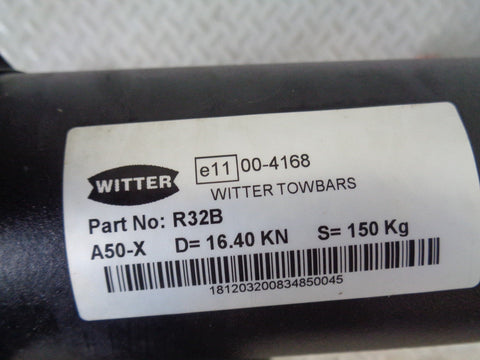 WITTER
e11 00-4168
WITTER TOWBARS
Part No: R32B
A50-X D= 16.40 KN S= 150 Kg
181203200834850045